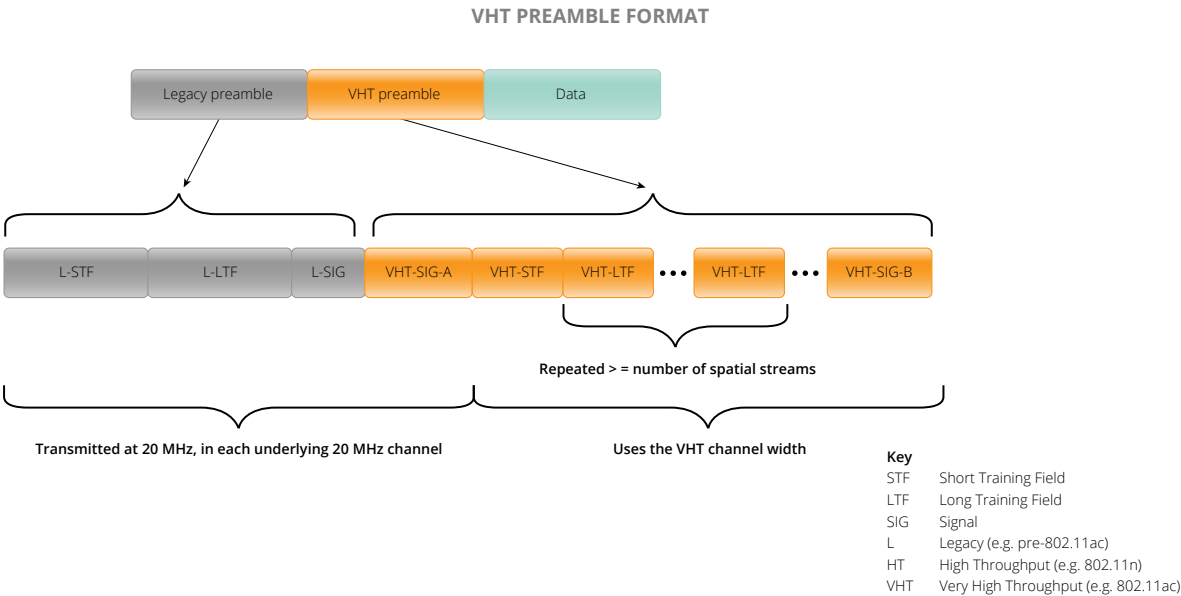 VHT PREAMBLE FORMAT
Legacy preamble VHT preamble Data
L-STF L-LTF L-SIG VHT-SIG-A VHT-STF VHT-LTF ••• VHT-LTF ••• VHT-SIG-B
Repeated > = number of spatial streams
Transmitted at 20 MHz, in each underlying 20 MHz channel Uses the VHT channel width
Key
STF Short Training Field
LTF Long Training Field
SIG Signal
L Legacy (e.g. pre-802.11ac)
HT High Throughput (e.g. 802.11n)
VHT Very High Throughput (e.g. 802.11ac)